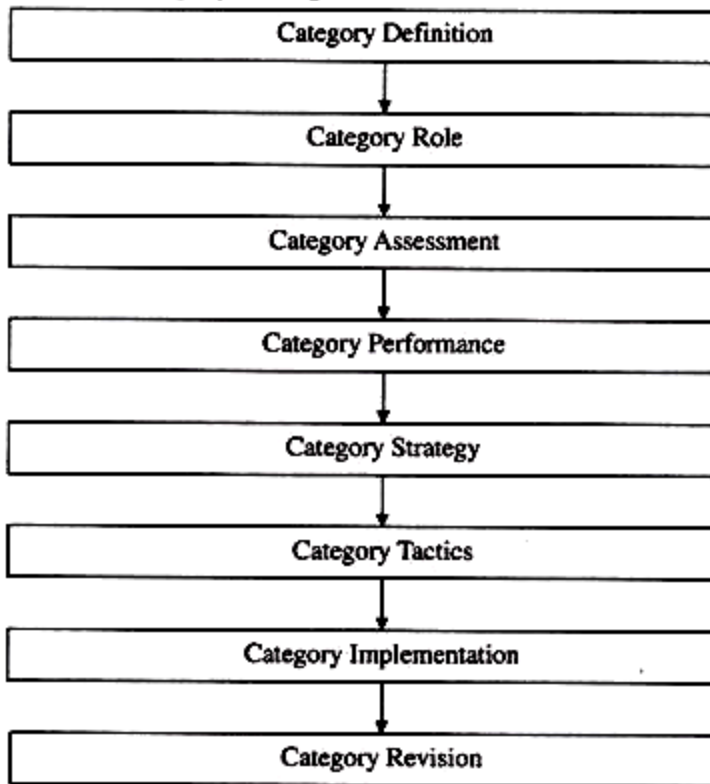 Category Definition
Category Role
Category Assessment
Category Performance
Category Strategy
Category Tactics
Category Implementation
Category Revision